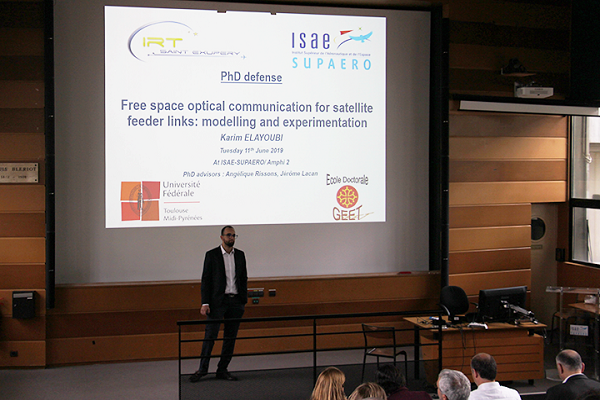 IRT
SAINT EXUPERY
isae
SUPAERO
PhD defense
Free space optical communication for satellite
feeder links: modelling and experimentation
Karim ELAYOUBI
Tuesday 11th June 2019
At ISAE-SUPAERO/ Amphi 2
PhD advisors : Angélique Rissons, Jérôme Lacan
Université
Fédérale
Toulouse
Midi-Pyrénées
Ecole Doctorale
GEET